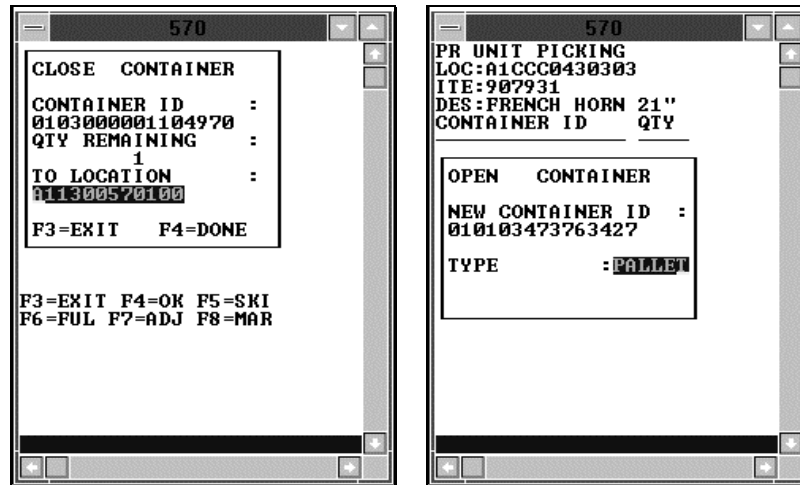 570
CLOSE CONTAINER
CONTAINER ID :
0103000001104970
QTY REMAINING :
1
TO LOCATION :
A11300570100
F3=EXIT F4=DONE
F3=EXIT F4=OK F5=SKI
F6=FUL F7=ADJ F8=MAR
570
PR UNIT PICKING
LOC:A1CCC0430303
ITE:907931
DES:FRENCH HORN 21"
CONTAINER ID QTY
OPEN CONTAINER
NEW CONTAINER ID :
010103473763427
TYPE :PALLET